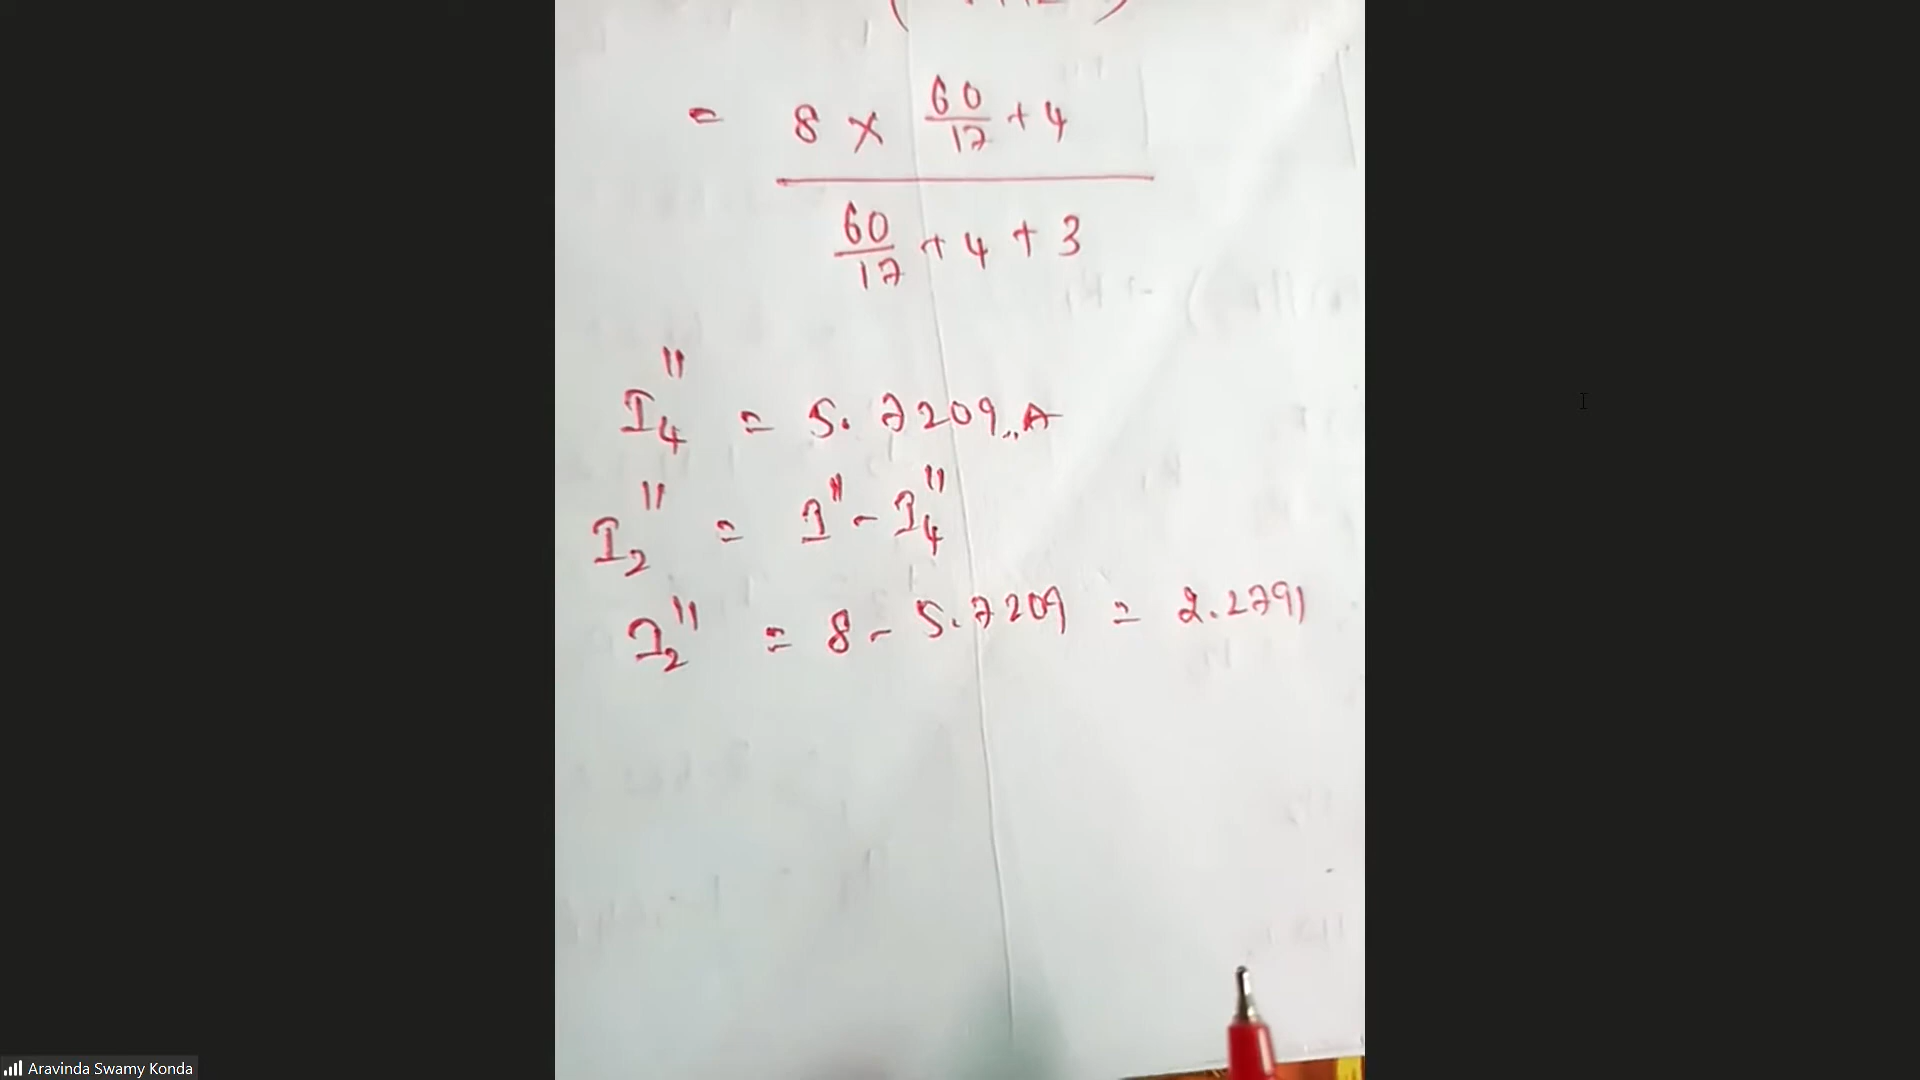 = 8 × 60/17 + 4
60/17 + 4 + 3
I4'' = 5.7209 A
I2'' = I'' - I4''
I2'' = 8 - 5.7209 = 2.2791
Aravinda Swamy Konda